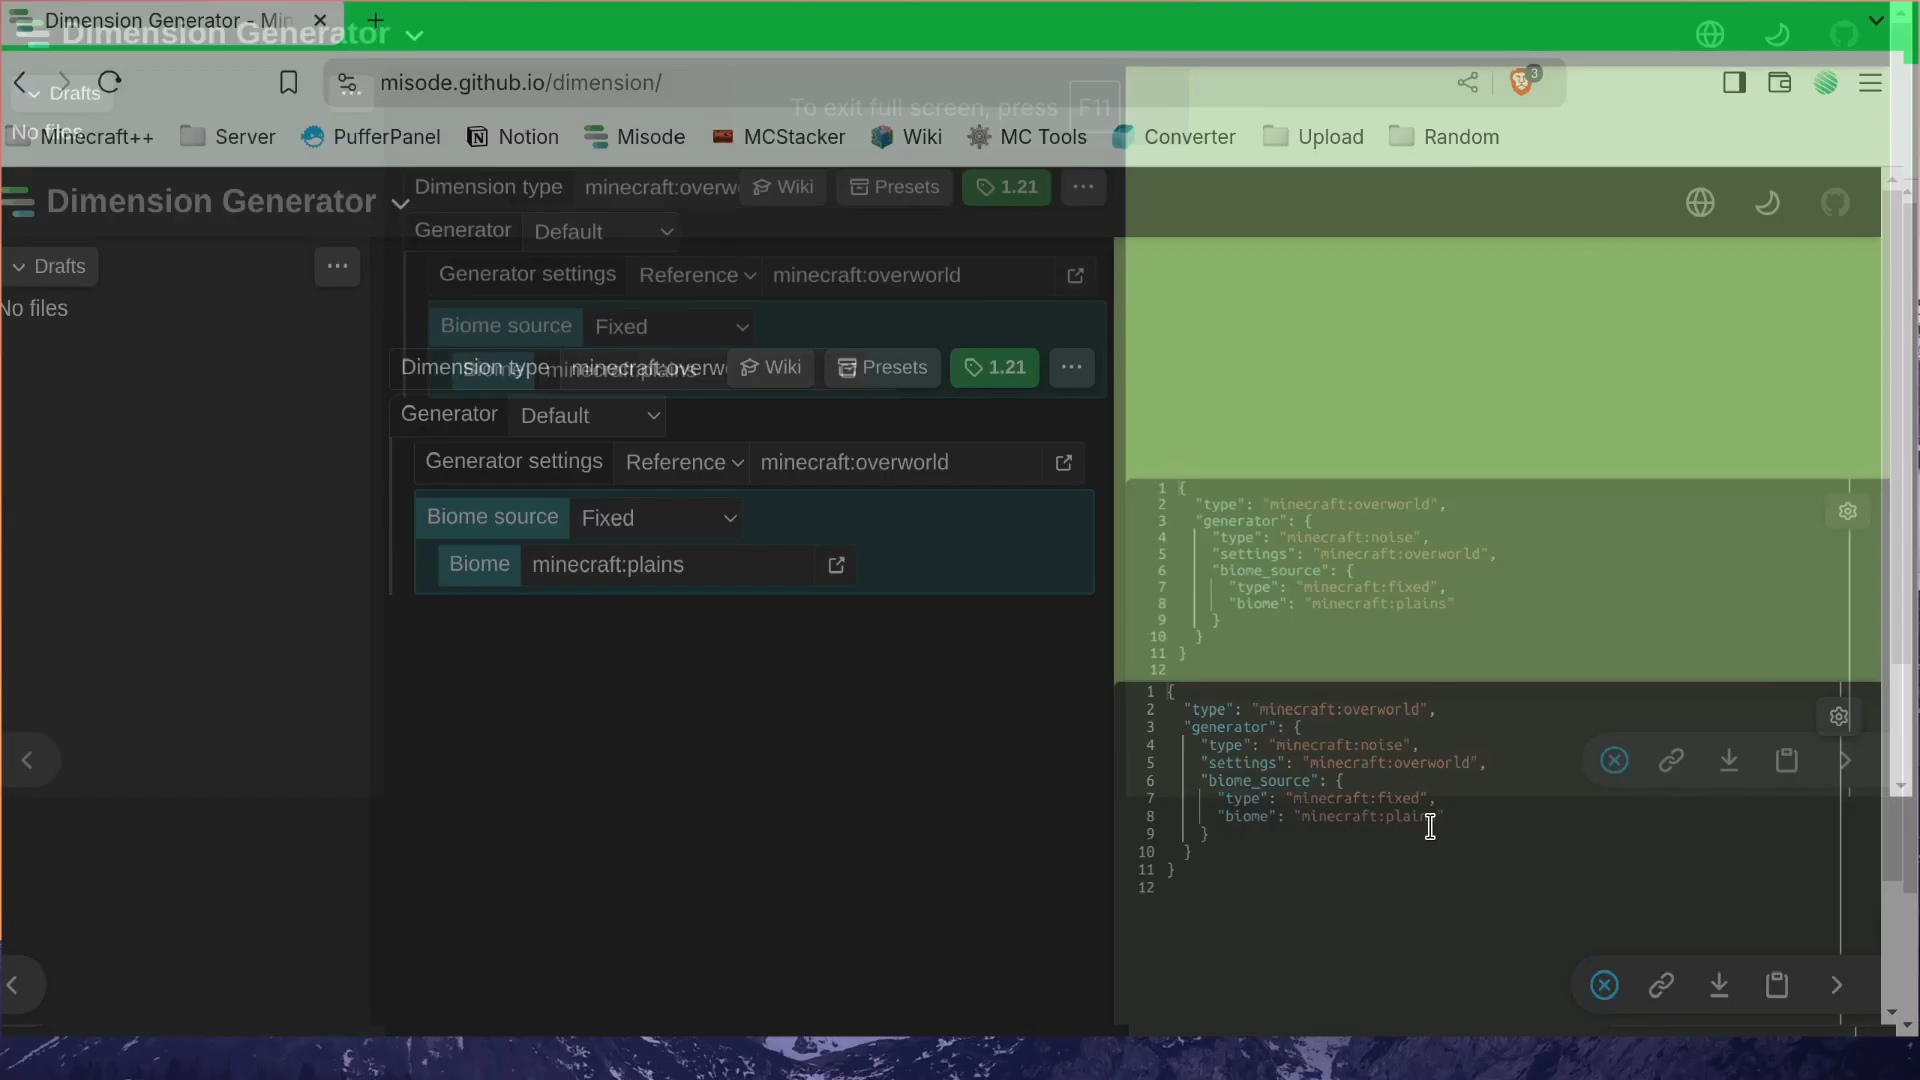 Dimension Generator - Min
Dimension Generator
misode.github.io/dimension/
3
Drafts
To exit full screen, press F11
No files
Minecraft++ Server PufferPanel Notion Misode MCStacker Wiki MC Tools Converter Upload Random
Dimension type minecraft:overw Wiki Presets 1.21
Dimension Generator
Generator Default
Drafts
Generator settings Reference minecraft:overworld
No files
Biome source Fixed
Biome minecraft:plains
Dimension type minecraft:overw Wiki Presets 1.21
Generator Default
Generator settings Reference minecraft:overworld
Biome source Fixed
Biome minecraft:plains
1 {
2 "type": "minecraft:overworld",
3 "generator": {
4 "type": "minecraft:noise",
5 "settings": "minecraft:overworld",
6 "biome_source": {
7 "type": "minecraft:fixed",
8 "biome": "minecraft:plains"
9 }
10 }
11 }
12
1 {
2 "type": "minecraft:overworld",
3 "generator": {
4 "type": "minecraft:noise",
5 "settings": "minecraft:overworld",
6 "biome_source": {
7 "type": "minecraft:fixed",
8 "biome": "minecraft:plains"
9 }
10 }
11 }
12